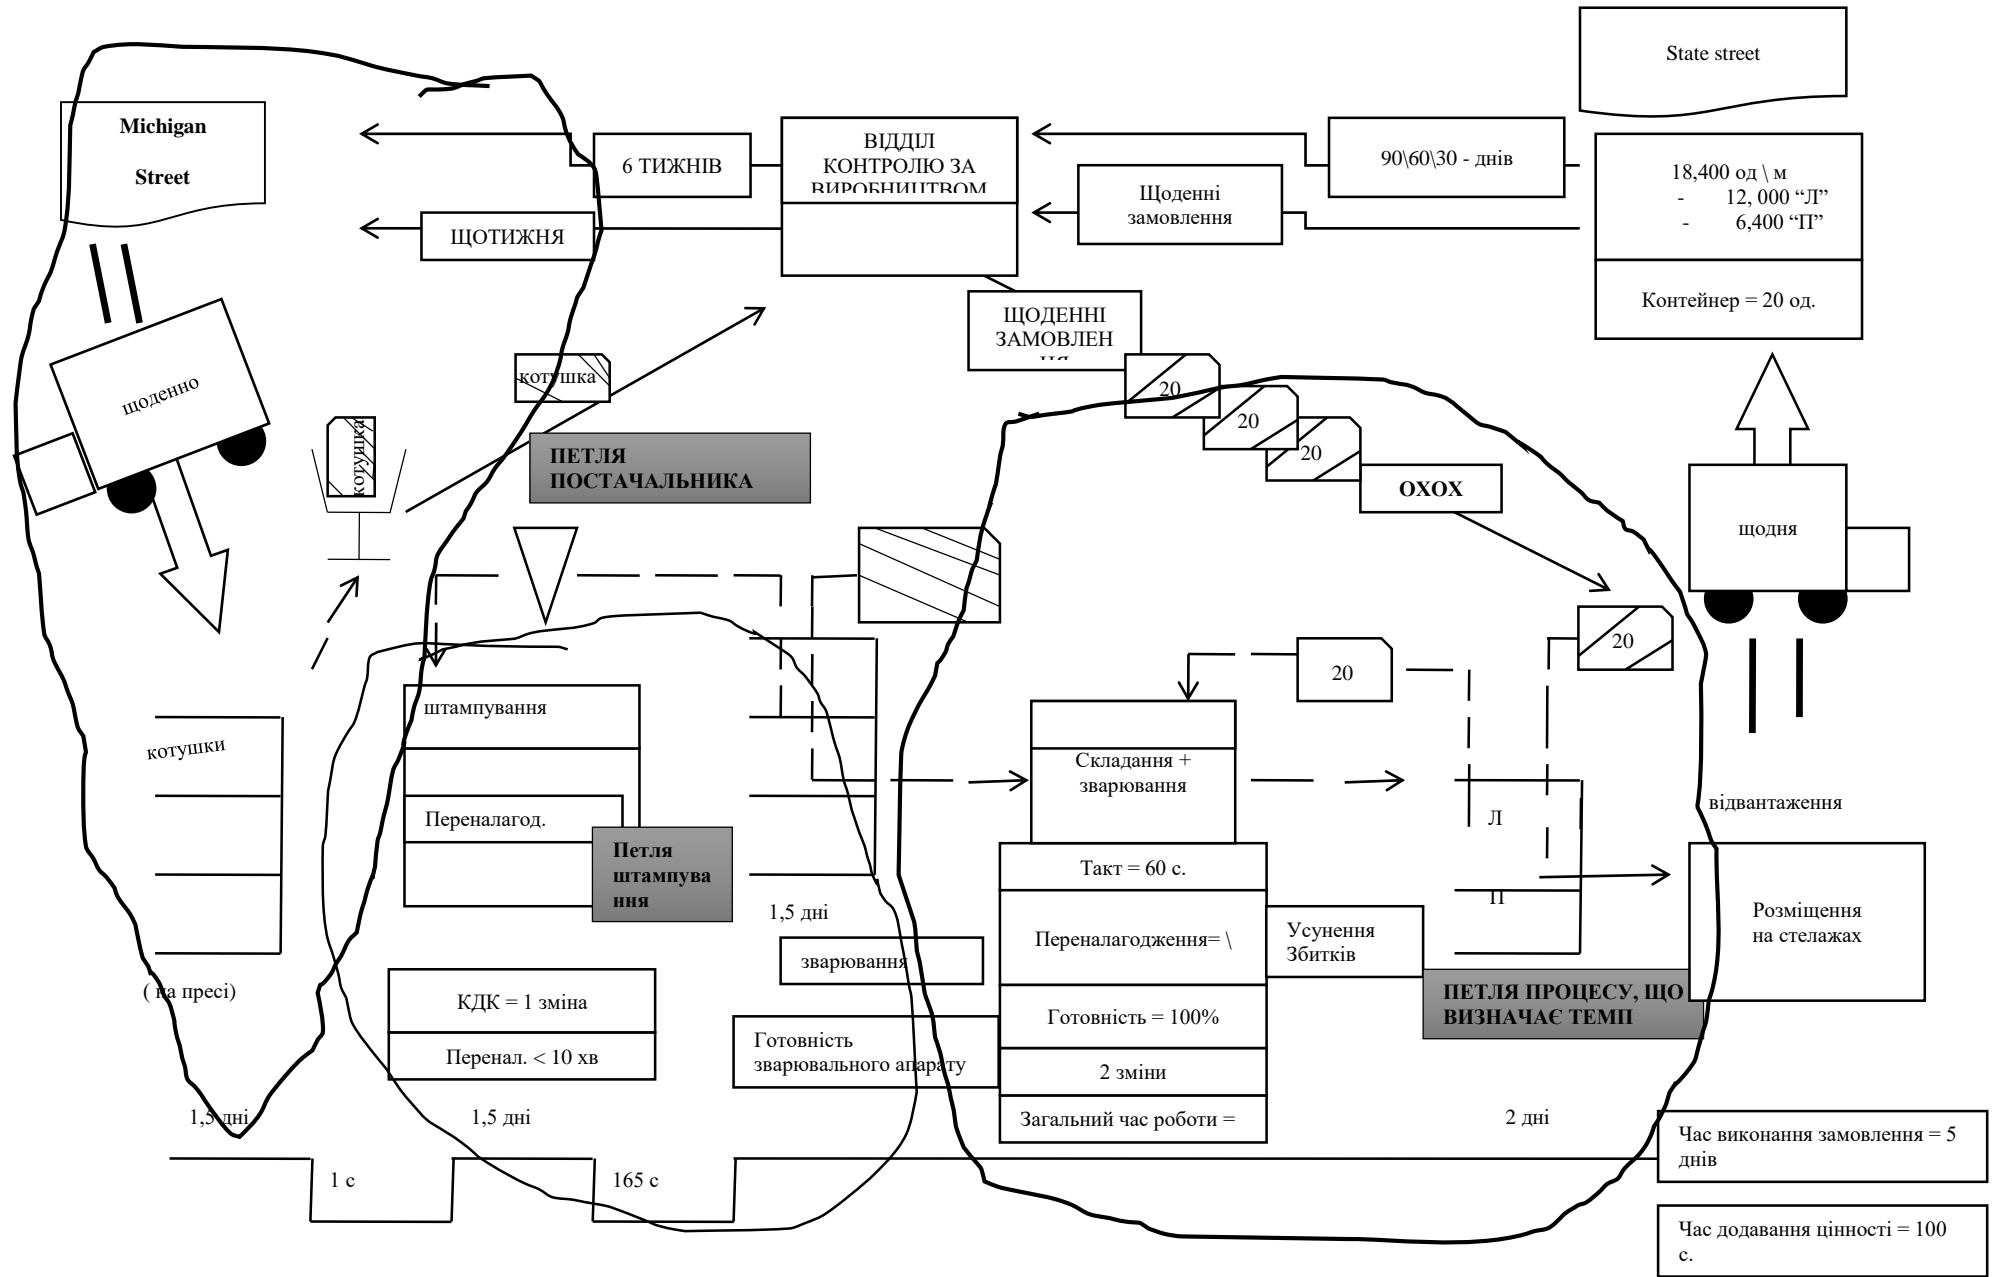 State street
Michigan
Street
6 ТИЖНІВ
ВІДДІЛ
КОНТРОЛЮ ЗА
ВИРОБНИЦТВОМ
90\60\30 - днів
18,400 од \ м
- 12, 000 “Л”
- 6,400 “П”
Щоденні
замовлення
ЩОТИЖНЯ
Контейнер = 20 од.
ЩОДЕННІ
ЗАМОВЛЕН
НЯ
щоденно
котушка
20
20
20
котушка
ПЕТЛЯ
ПОСТАЧАЛЬНИКА
OXOX
щодня
20
20
штампування
котушки
Складання +
зварювання
відвантаження
Переналагод.
Л
Петля
штампува
ння
Такт = 60 с.
П
1,5 дні
Переналагодження= \
Усунення
Збитків
Розміщення
на стелажах
зварювання
( на пресі)
КДК = 1 зміна
ПЕТЛЯ ПРОЦЕСУ, ЩО
ВИЗНАЧАЄ ТЕМП
Готовність = 100%
Готовність
зварювального апарату
Перенал. < 10 хв
2 зміни
1,5 дні
1,5 дні
Загальний час роботи =
2 дні
Час виконання замовлення = 5
днів
1 с
165 с
Час додавання цінності = 100
с.